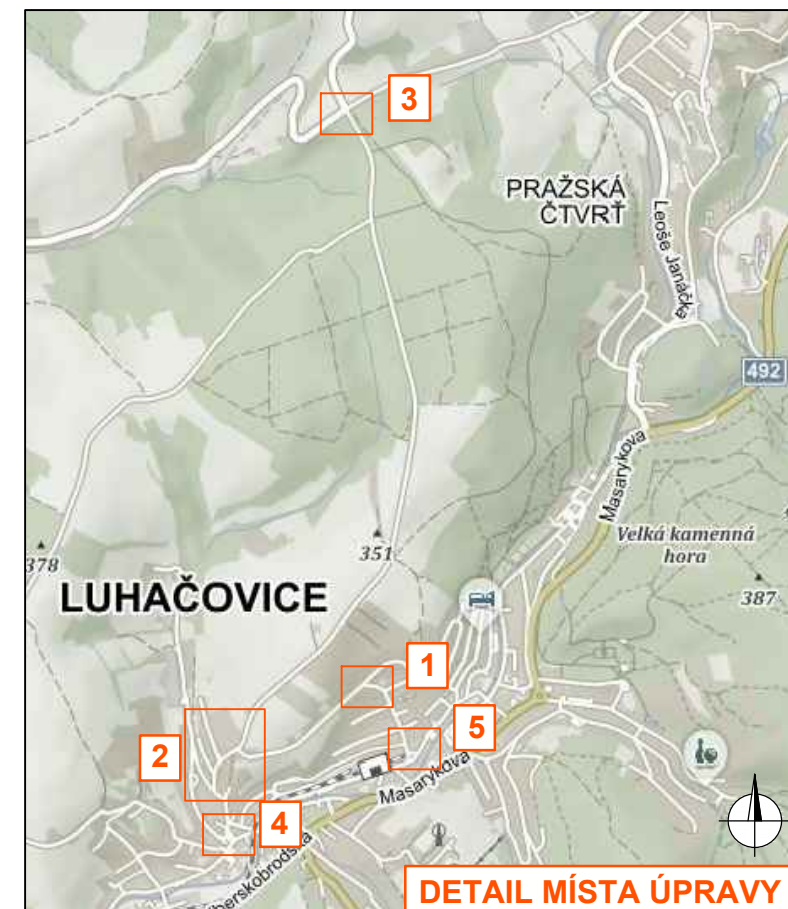 3
PRAŽSKÁ
ČTVRŤ
Leoše Janáčka
492
Masarykova
Velká kamenná
hora
351
378
387
LUHAČOVICE
1
5
2
Masarykova
4
DETAIL MÍSTA ÚPRAVY